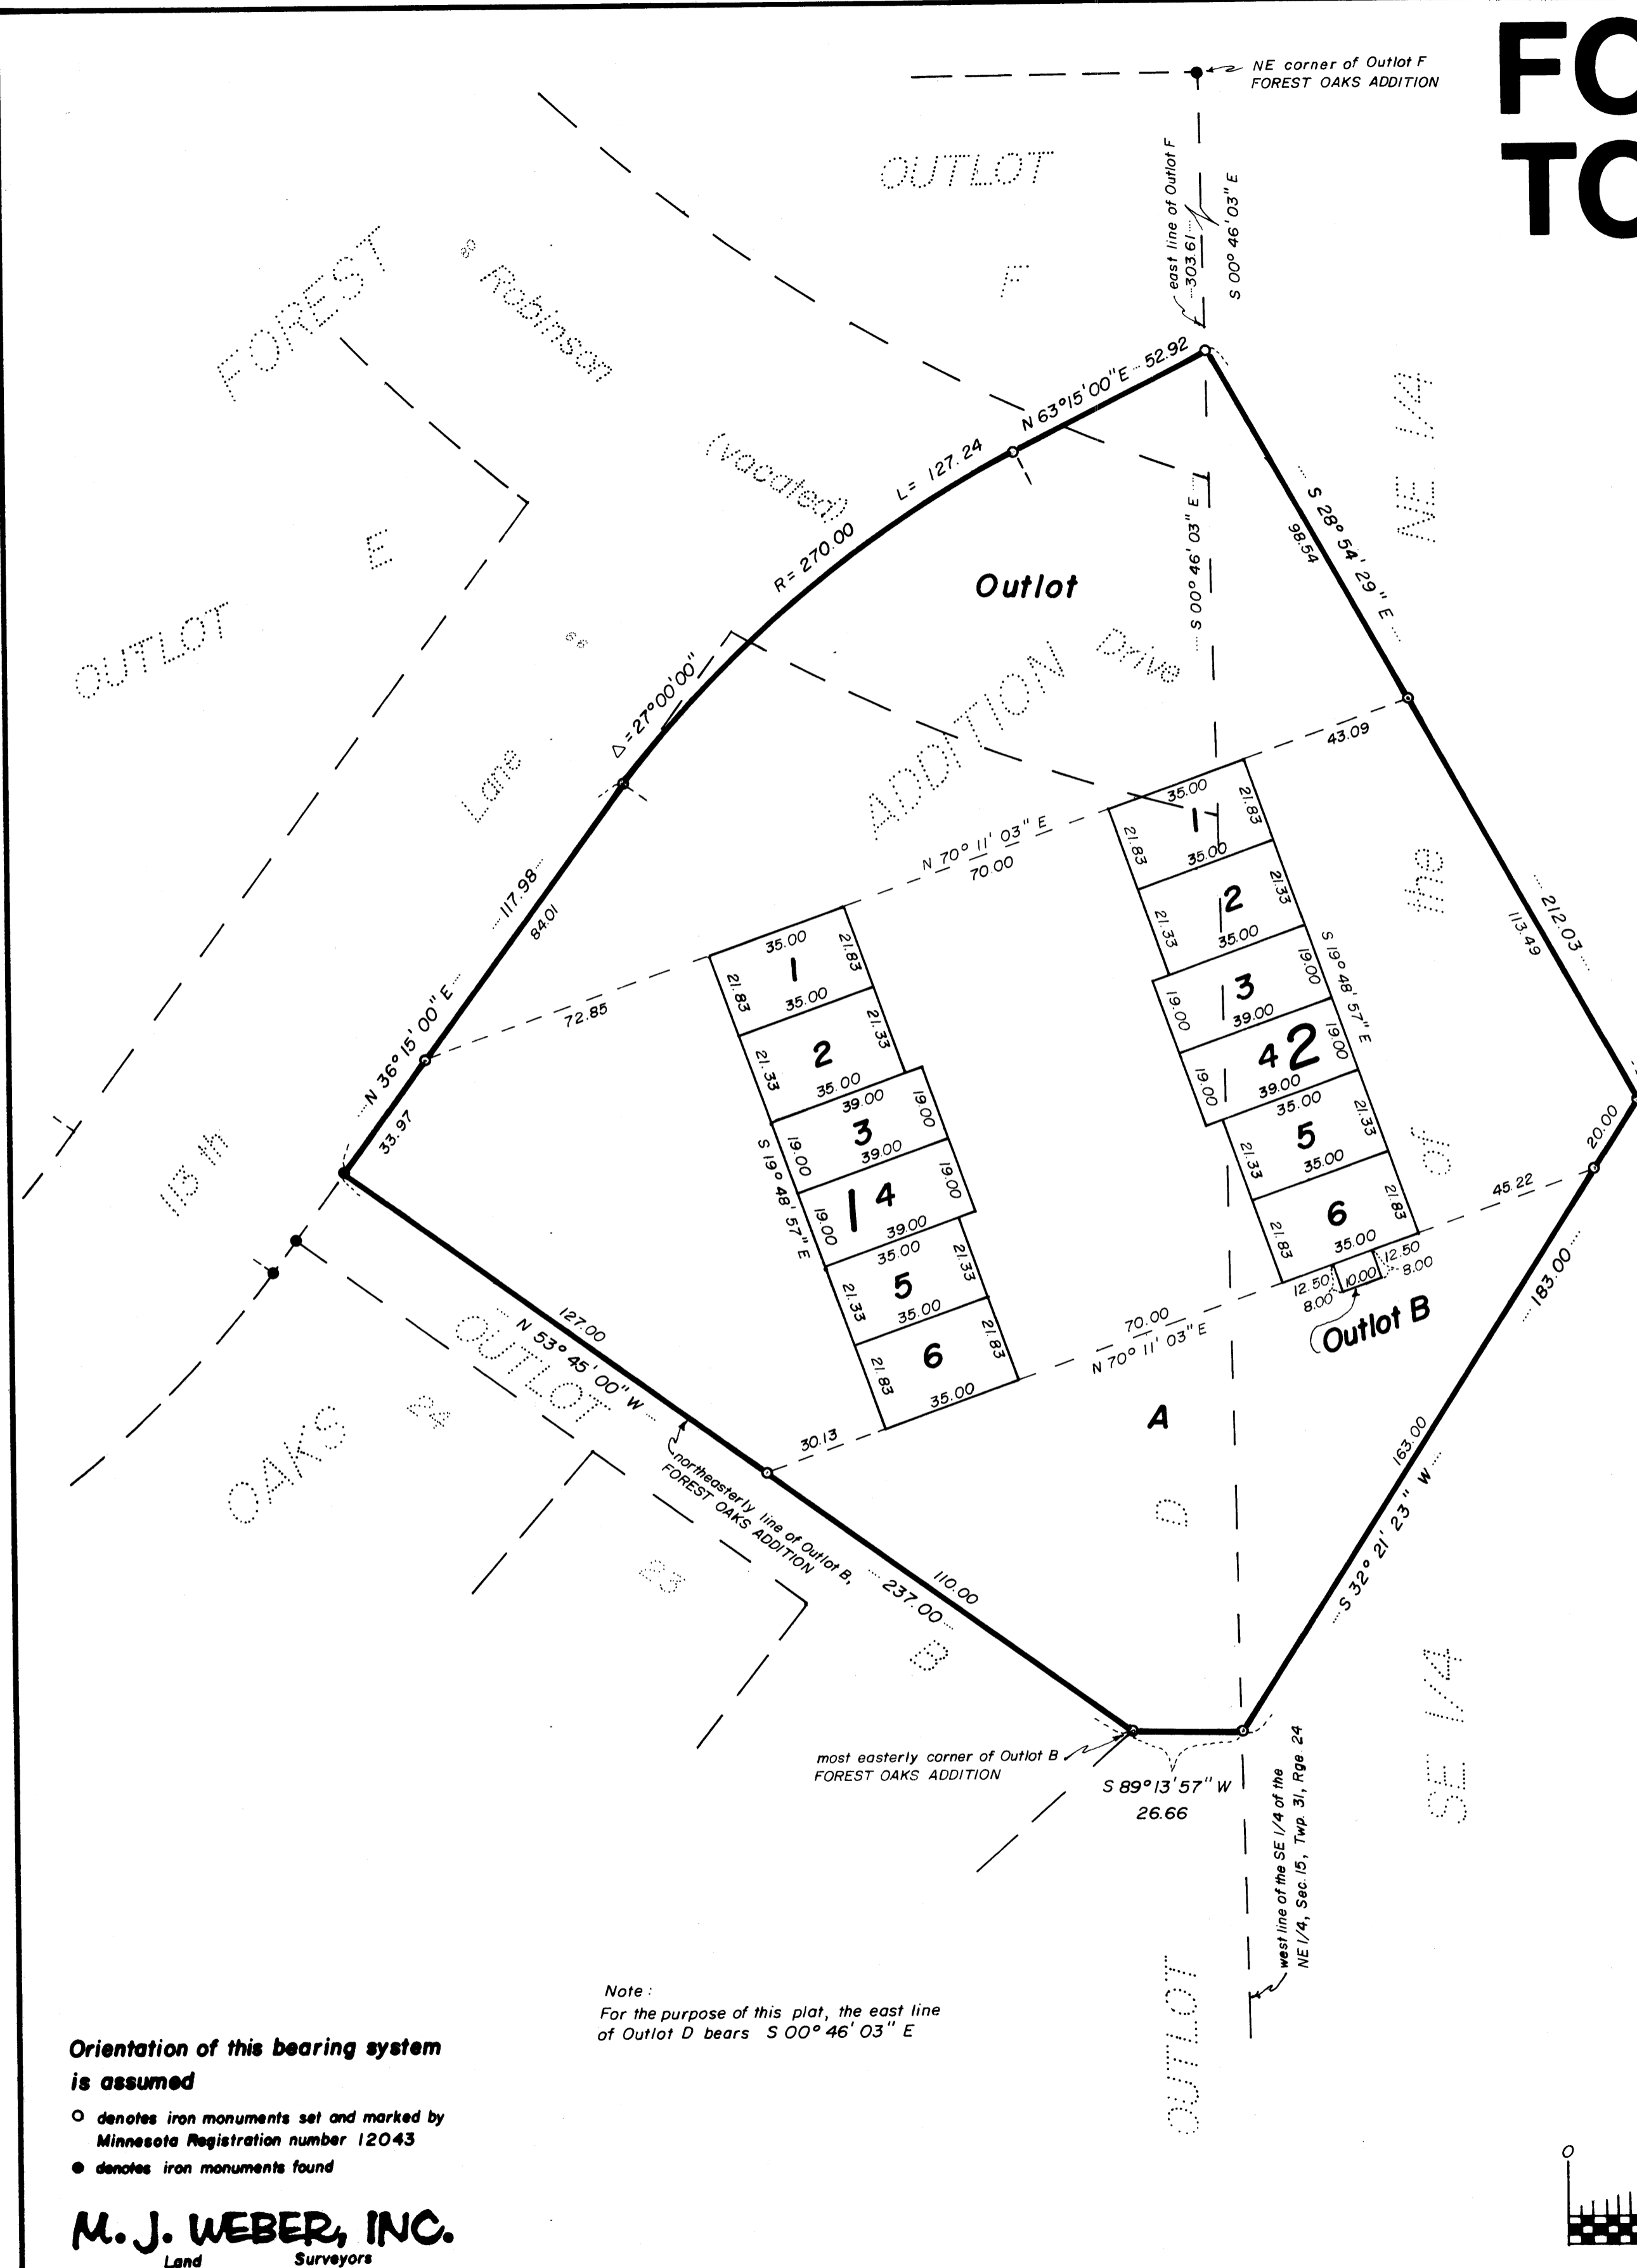 FO
TO
NE corner of Outlot F
FOREST OAKS ADDITION
OUTLOT
F
east line of Outlot F
303.61
S 00° 46' 03" E
FOREST
80
Robinson
(vacated)
N 63°15'00"E
52.92
L= 127.24
R= 270.00
Δ=27°00'00"
Outlot
S 00° 46' 03" E
S 28° 54' 29" E
98.54
NE 1/4
E
OUTLOT
66
Lane
ADDITION
Drive
43.09
117.98
84.01
N 36° 15' 00" E
33.97
72.85
N 70° 11' 03" E
70.00
35.00
21.83
1
21.83
35.00
21.33
2
21.33
35.00
19.00
3
19.00
39.00
S 19° 48' 57" E
19.00
4
2
19.00
39.00
35.00
21.33
5
21.33
35.00
21.83
6
21.83
35.00
12.50
8.00
10.00
12.50
8.00
Outlot B
35.00
21.83
1
21.83
35.00
21.33
2
21.33
35.00
39.00
19.00
3
19.00
39.00
S 19° 48' 57" E
19.00
1
4
19.00
39.00
35.00
21.33
5
21.33
35.00
21.83
6
21.83
35.00
the
212.03
113.49
of
20.00
45.22
183.00
163.00
S 32° 21' 23" W
115 th
127.00
N 53° 45' 00" W
OUTLOT
24
OAKS
30.13
70.00
N 70° 11' 03" E
A
D
northeasterly line of Outlot B,
FOREST OAKS ADDITION
23
237.00
110.00
B
SE 1/4
most easterly corner of Outlot B
FOREST OAKS ADDITION
S 89°13'57" W
26.66
west line of the SE 1/4 of the
NE 1/4, Sec. 15, Twp. 31, Rge. 24
OUTLOT
Note :
For the purpose of this plat, the east line
of Outlot D bears S 00° 46' 03" E
Orientation of this bearing system
is assumed
denotes iron monuments set and marked by
Minnesota Registration number 12043
denotes iron monuments found
0
M. J. WEBER, INC.
Land Surveyors